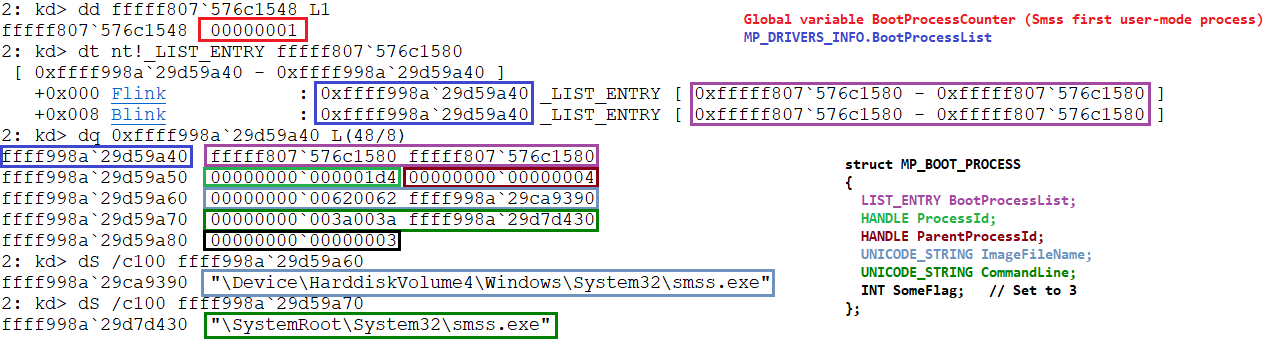 2: kd> dd fffff807`576c1548 L1
fffff807`576c1548 00000001
2: kd> dt nt!_LIST_ENTRY fffff807`576c1580
[ 0xffff998a`29d59a40 - 0xffff998a`29d59a40 ]
+0x000 Flink : 0xffff998a`29d59a40 _LIST_ENTRY [ 0xfffff807`576c1580 - 0xfffff807`576c1580 ]
+0x008 Blink : 0xffff998a`29d59a40 _LIST_ENTRY [ 0xfffff807`576c1580 - 0xfffff807`576c1580 ]
2: kd> dq 0xffff998a`29d59a40 L(48/8)
ffff998a`29d59a40 fffff807`576c1580 fffff807`576c1580
ffff998a`29d59a50 00000000`000001d4 00000000`00000004
ffff998a`29d59a60 00000000`00620062 ffff998a`29ca9390
ffff998a`29d59a70 00000000`003a003a ffff998a`29d7d430
ffff998a`29d59a80 00000000`00000003
2: kd> dS /c100 ffff998a`29d59a60
ffff998a`29ca9390 "\Device\HarddiskVolume4\Windows\System32\smss.exe"
2: kd> dS /c100 ffff998a`29d59a70
ffff998a`29d7d430 "\SystemRoot\System32\smss.exe"
Global variable BootProcessCounter (Smss first user-mode process)
MP_DRIVERS_INFO.BootProcessList
struct MP_BOOT_PROCESS
{
LIST_ENTRY BootProcessList;
HANDLE ProcessId;
HANDLE ParentProcessId;
UNICODE_STRING ImageFileName;
UNICODE_STRING CommandLine;
INT SomeFlag; // Set to 3
};